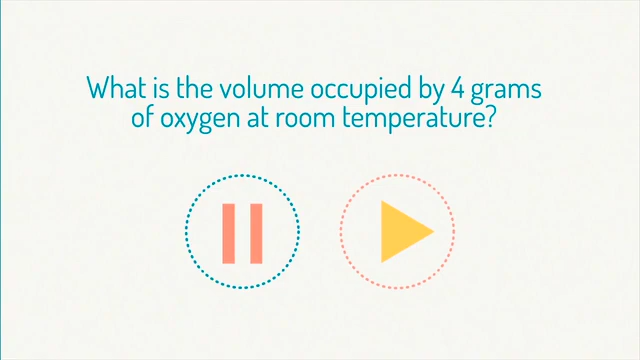 What is the volume occupied by 4 grams
of oxygen at room temperature?